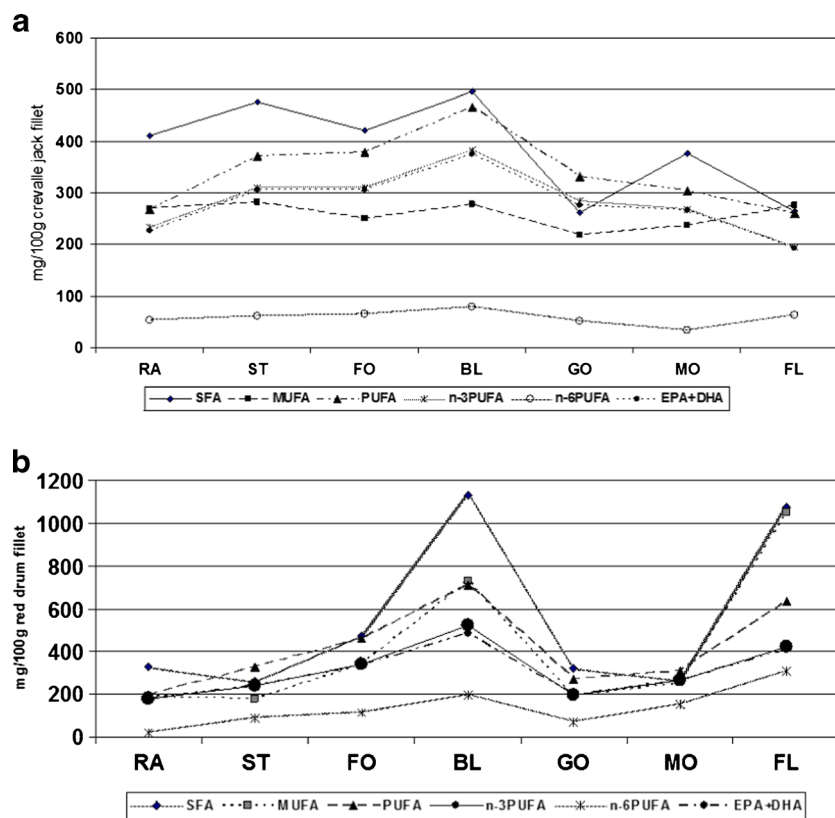 a
600
500
400
300
200
100
0
mg/100g crevalle jack fillet
RA ST FO BL GO MO FL
SFA MUFA PUFA n-3PUFA n-6PUFA EPA+DHA
b
1200
1000
800
600
400
200
0
mg/100g red drum fillet
RA ST FO BL GO MO FL
SFA MUFA PUFA n-3PUFA n-6PUFA EPA+DHA